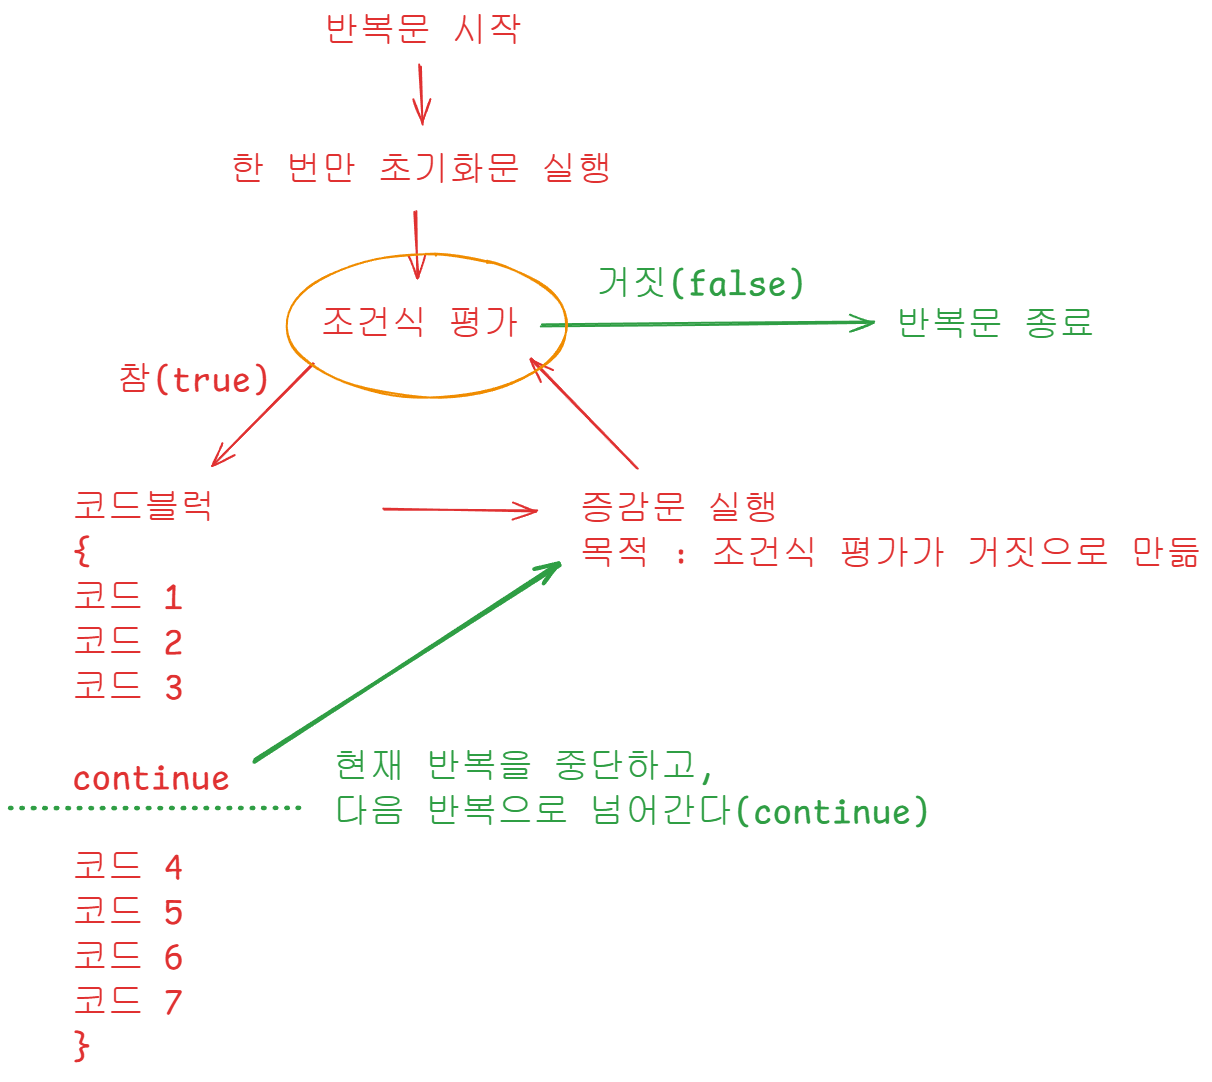 반복문 시작
한 번만 초기화문 실행
거짓(false)
조건식 평가
반복문 종료
참(true)
코드블럭
{
코드 1
코드 2
코드 3
continue
코드 4
코드 5
코드 6
코드 7
}
증감문 실행
목적 : 조건식 평가가 거짓으로 만듦
현재 반복을 중단하고,
다음 반복으로 넘어간다(continue)